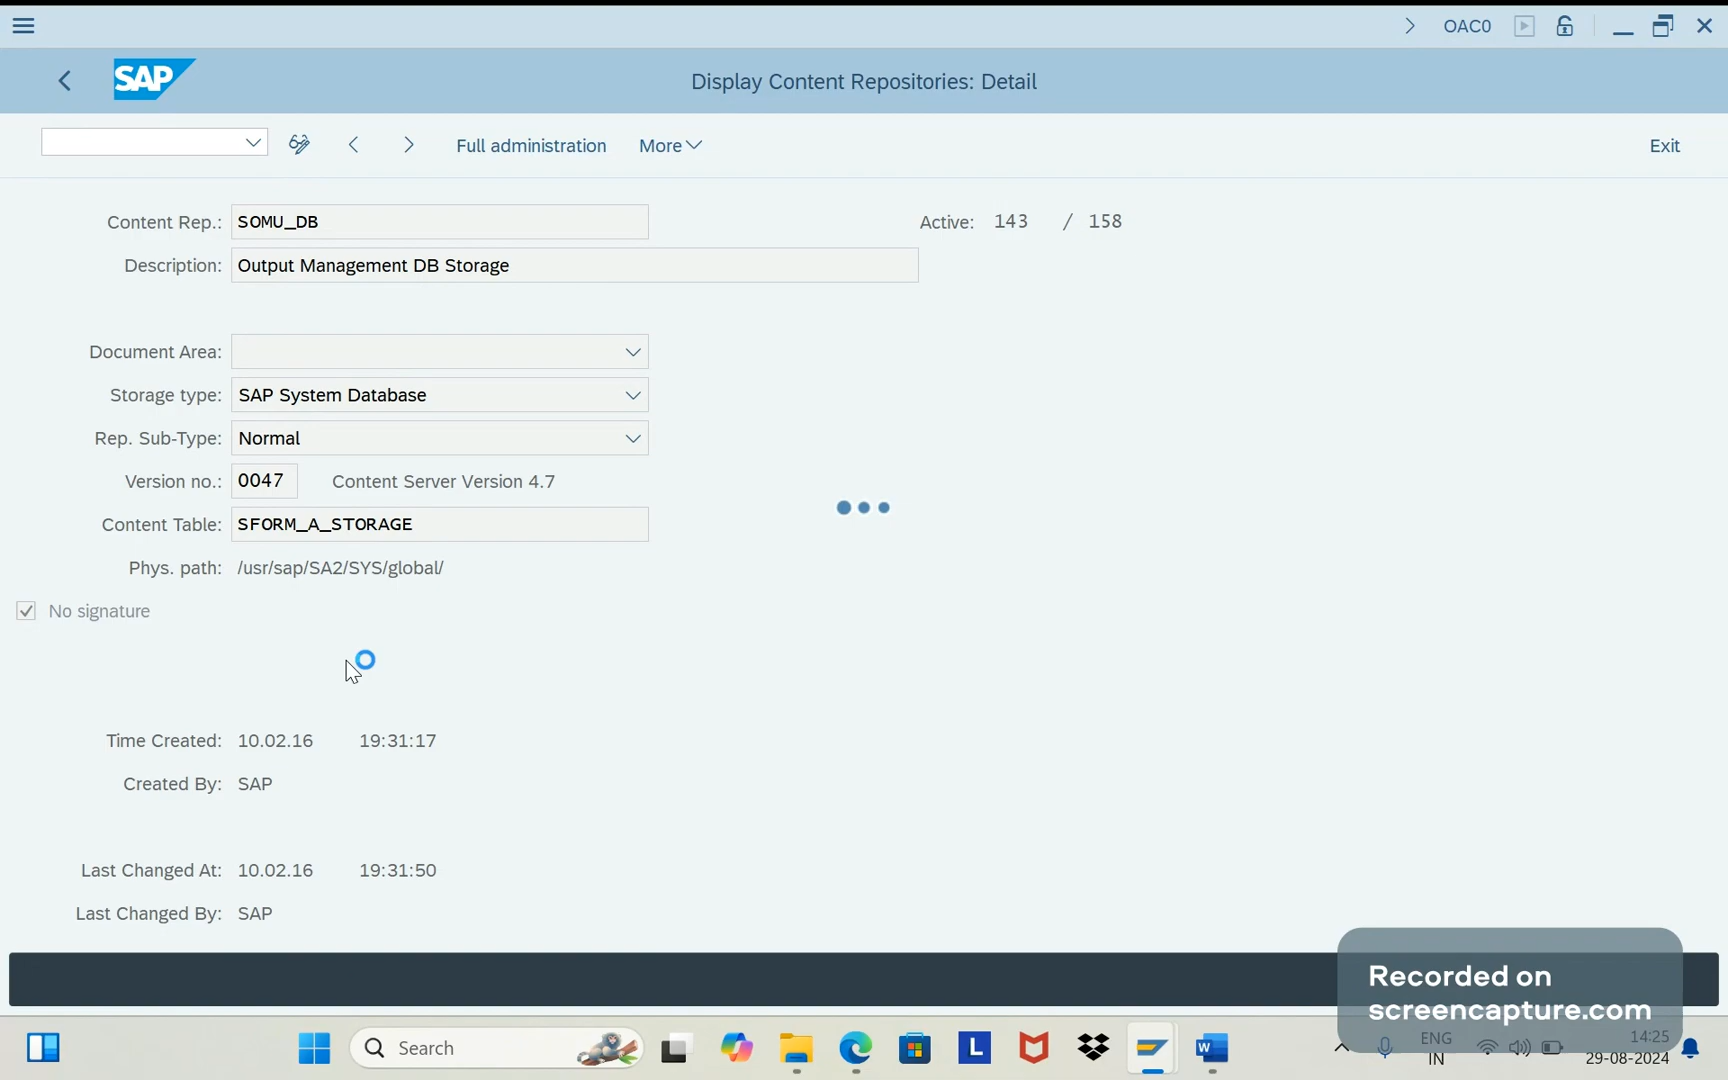 OAC0
SAP
Display Content Repositories: Detail
Full administration
More
Exit
Content Rep.: SOMU_DB
Active: 143 / 158
Description: Output Management DB Storage
Document Area:
Storage type: SAP System Database
Rep. Sub-Type: Normal
Version no.: 0047 Content Server Version 4.7
Content Table: SFORM_A_STORAGE
Phys. path: /usr/sap/SA2/SYS/global/
No signature
Time Created: 10.02.16 19:31:17
Created By: SAP
Last Changed At: 10.02.16 19:31:50
Last Changed By: SAP
Recorded on
screencapture.com
Search
L
W
ENG
IN
14:25
29-08-2024